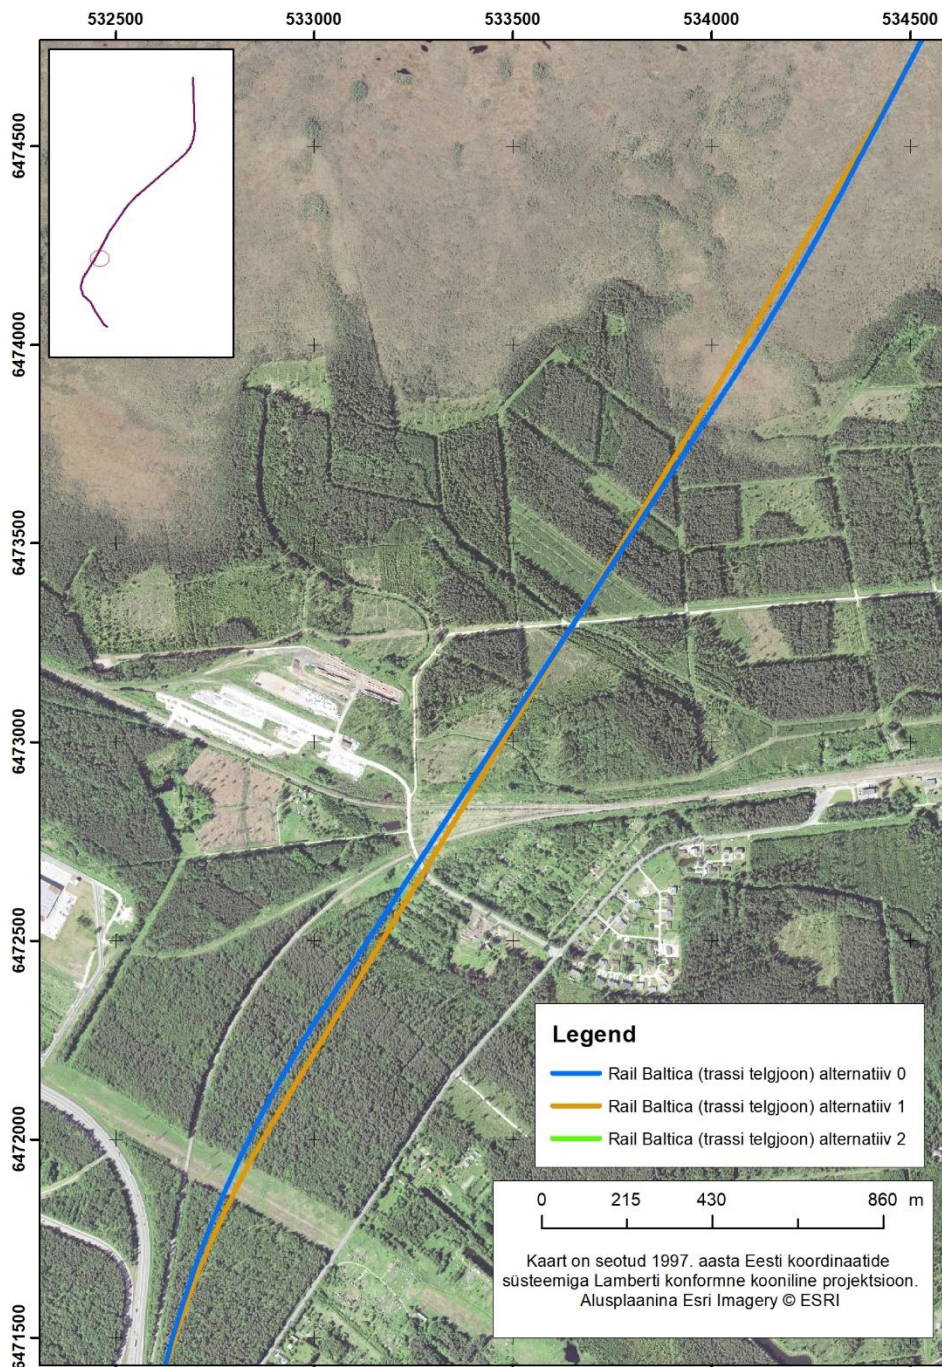 532500 533000 533500 534000 534500
6474500
6474000
6473500
6473000
6472500
6472000
6471500
Legend
Rail Baltica (trassi telgjoon) alternatiiv 0
Rail Baltica (trassi telgjoon) alternatiiv 1
Rail Baltica (trassi telgjoon) alternatiiv 2
0 215 430 860 m
Kaart on seotud 1997. aasta Eesti koordinaatide
süsteemiga Lamberti konformne kooniline projektsioon.
Alusplaanina Esri Imagery © ESRI